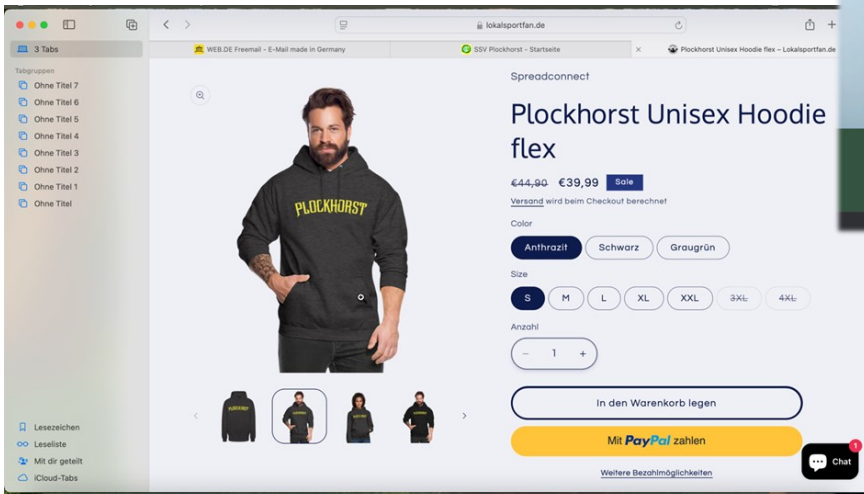 lokalsportfan.de
3 Tabs
WEB.DE Freemail - E-Mail made in Germany
SSV Plockhorst - Startseite
Plockhorst Unisex Hoodie flex – Lokalsportfan.de
Tabgruppen
Ohne Titel 7
Ohne Titel 6
Ohne Titel 5
Ohne Titel 4
Ohne Titel 3
Ohne Titel 2
Ohne Titel 1
Ohne Titel
Lesezeichen
Leseliste
Mit dir geteilt
iCloud-Tabs
PLOCKHORST
Spreadconnect
Plockhorst Unisex Hoodie
flex
€44,90 €39,99 Sale
Versand wird beim Checkout berechnet
Color
Anthrazit Schwarz Graugrün
Size
S M L XL XXL 3XL 4XL
Anzahl
− 1 +
In den Warenkorb legen
Mit PayPal zahlen
Weitere Bezahlmöglichkeiten
Chat
1